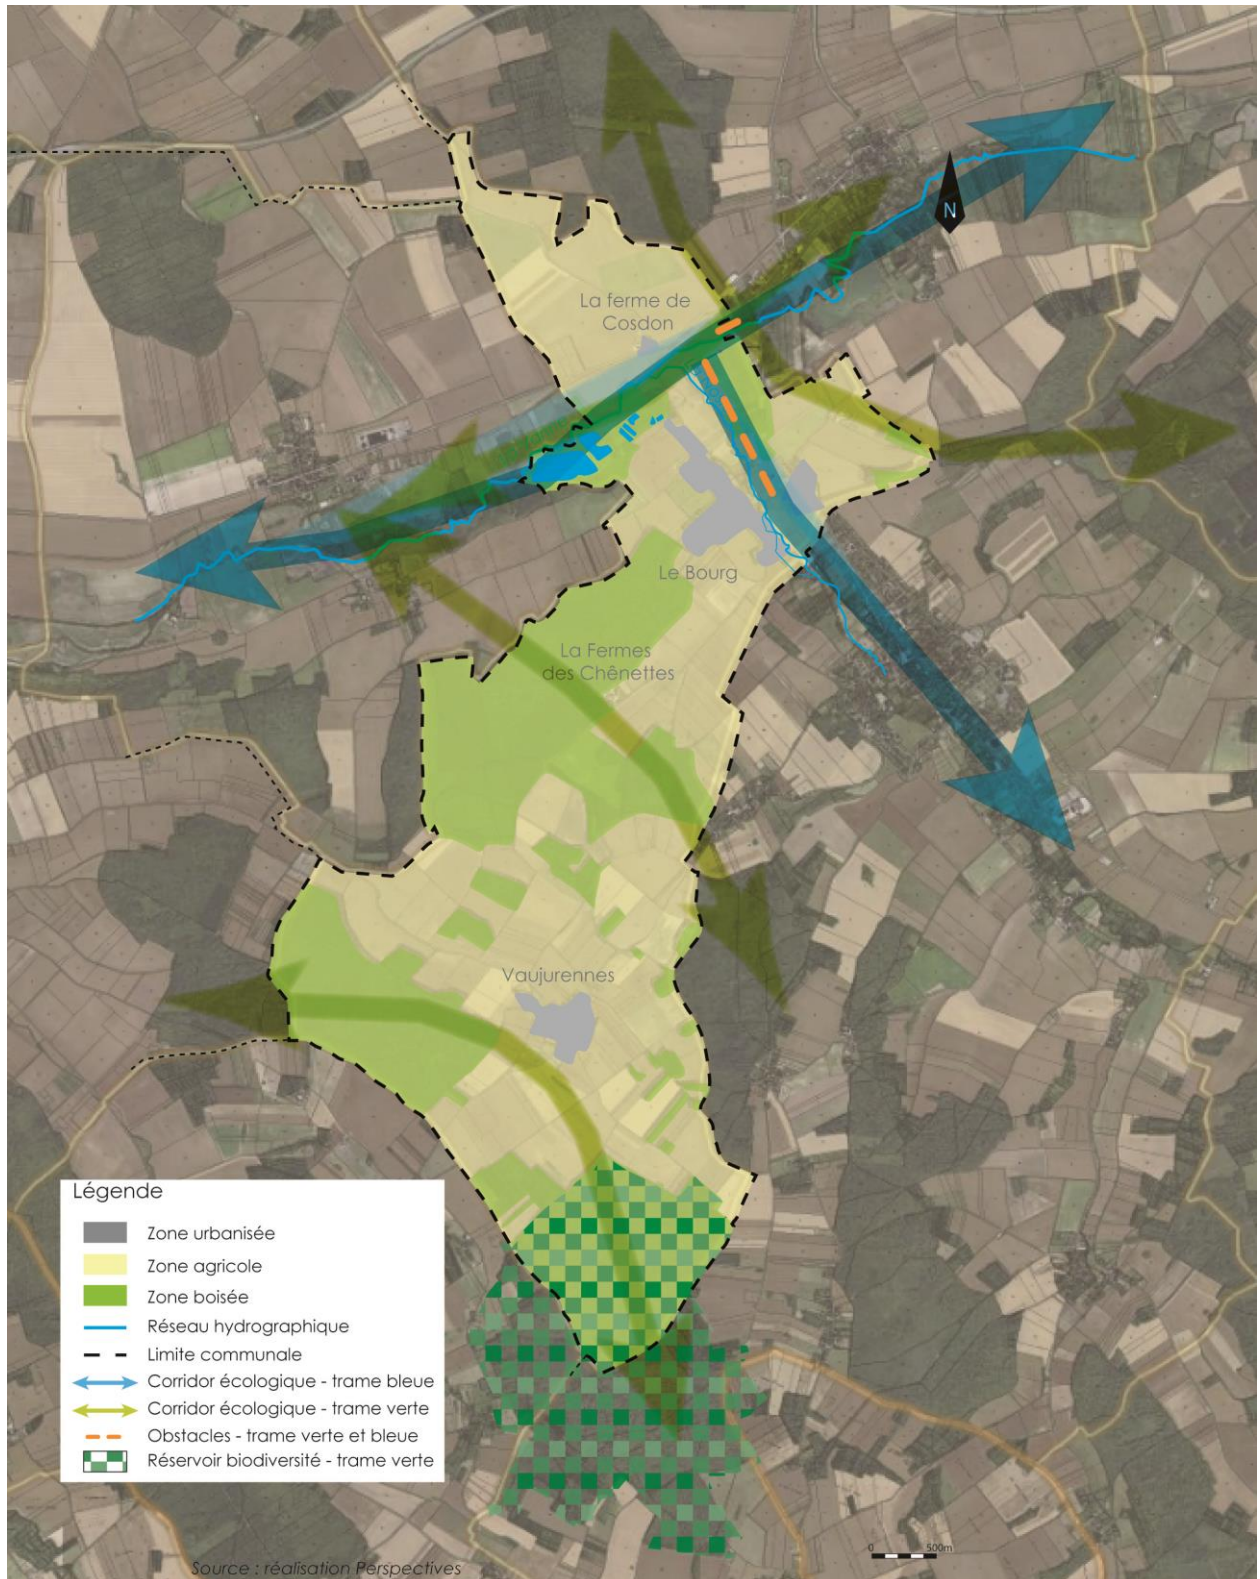 N
La ferme de
Cosdon
Le Bourg
La Fermes
des Chênettes
Vaujurennes
Légende
Zone urbanisée
Zone agricole
Zone boisée
Réseau hydrographique
Limite communale
Corridor écologique - trame bleue
Corridor écologique - trame verte
Obstacles - trame verte et bleue
Réservoir biodiversité - trame verte
0 500m
Source : réalisation Perspectives